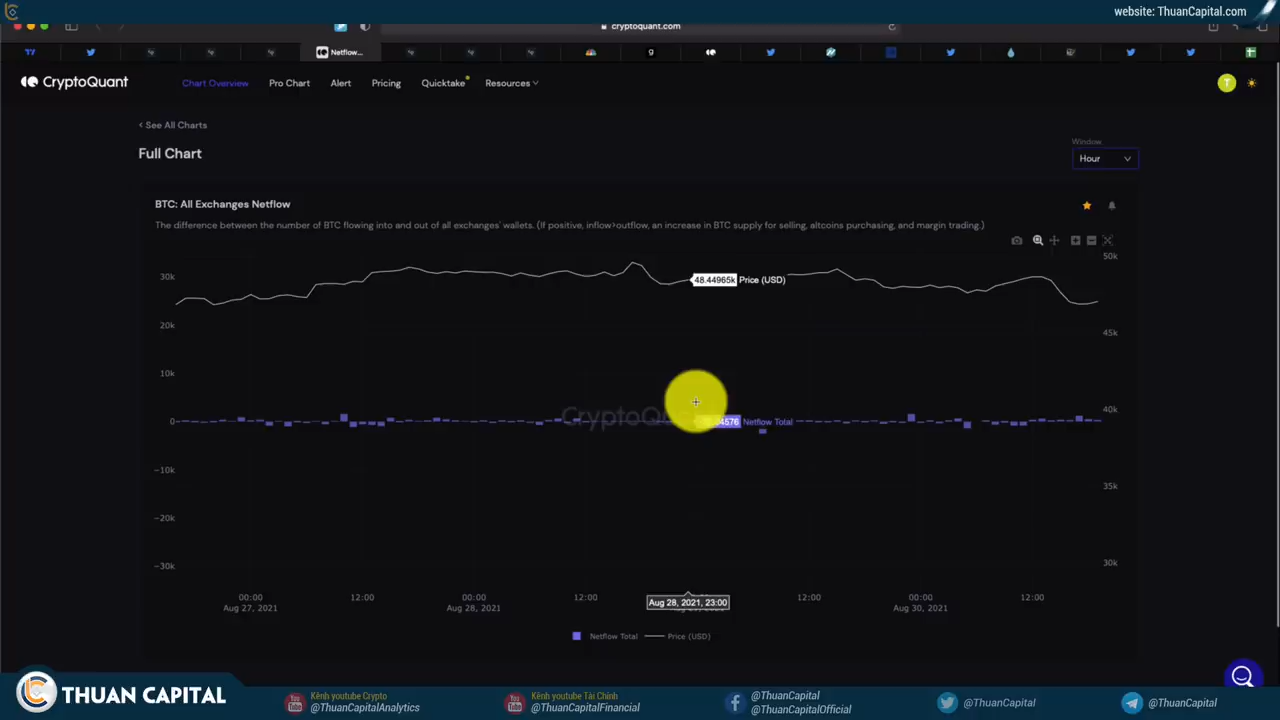 website: ThuanCapital.com
cryptoquant.com
Netflow...
CryptoQuant
Chart Overview
Pro Chart
Alert
Pricing
Quicktake
Resources
T
< See All Charts
Full Chart
Window
Hour
BTC: All Exchanges Netflow
The difference between the number of BTC flowing into and out of all exchanges' wallets. (If positive, inflow>outflow, an increase in BTC supply for selling, altcoins purchasing, and margin trading.)
50k
30k
48.44965k Price (USD)
20k
45k
10k
40k
0
4576 Netflow Total
−10k
35k
−20k
−30k
30k
00:00
12:00
00:00
12:00
12:00
00:00
12:00
Aug 27, 2021
Aug 28, 2021
Aug 28, 2021, 23:00
Aug 30, 2021
Netflow Total
Price (USD)
THUAN CAPITAL
Kênh youtube Crypto
@ThuanCapitalAnalytics
Kênh youtube Tài Chính
@ThuanCapitalFinancial
@ThuanCapital
@ThuanCapitalOfficial
@ThuanCapital
@ThuanCapital